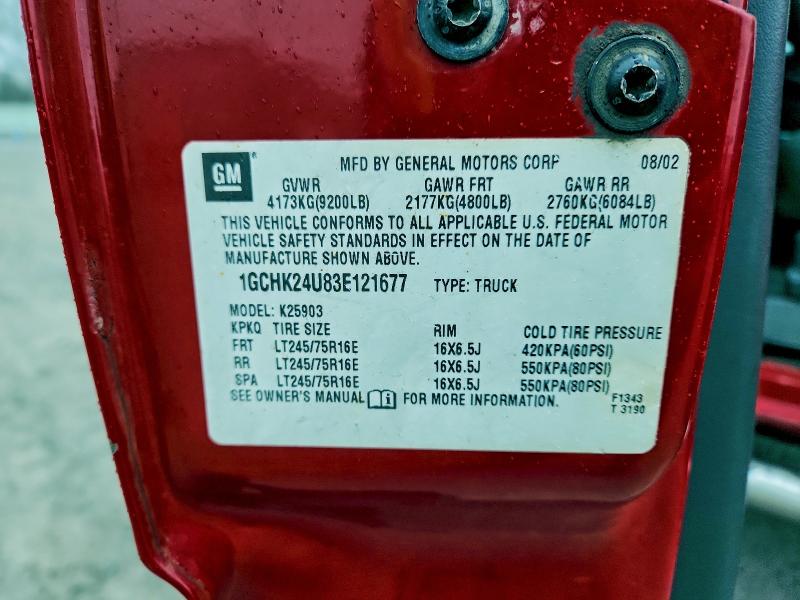 GM® MFD BY GENERAL MOTORS CORP 08/02
GVWR GAWR FRT GAWR RR
4173KG(9200LB) 2177KG(4800LB) 2760KG(6084LB)
THIS VEHICLE CONFORMS TO ALL APPLICABLE U.S. FEDERAL MOTOR
VEHICLE SAFETY STANDARDS IN EFFECT ON THE DATE OF
MANUFACTURE SHOWN ABOVE.
1GCHK24U83E121677 TYPE: TRUCK
MODEL: K25903
KPKQ TIRE SIZE RIM COLD TIRE PRESSURE
FRT LT245/75R16E 16X6.5J 420KPA(60PSI)
RR LT245/75R16E 16X6.5J 550KPA(80PSI)
SPA LT245/75R16E 16X6.5J 550KPA(80PSI)
SEE OWNER'S MANUAL i FOR MORE INFORMATION. F1343
T 3190